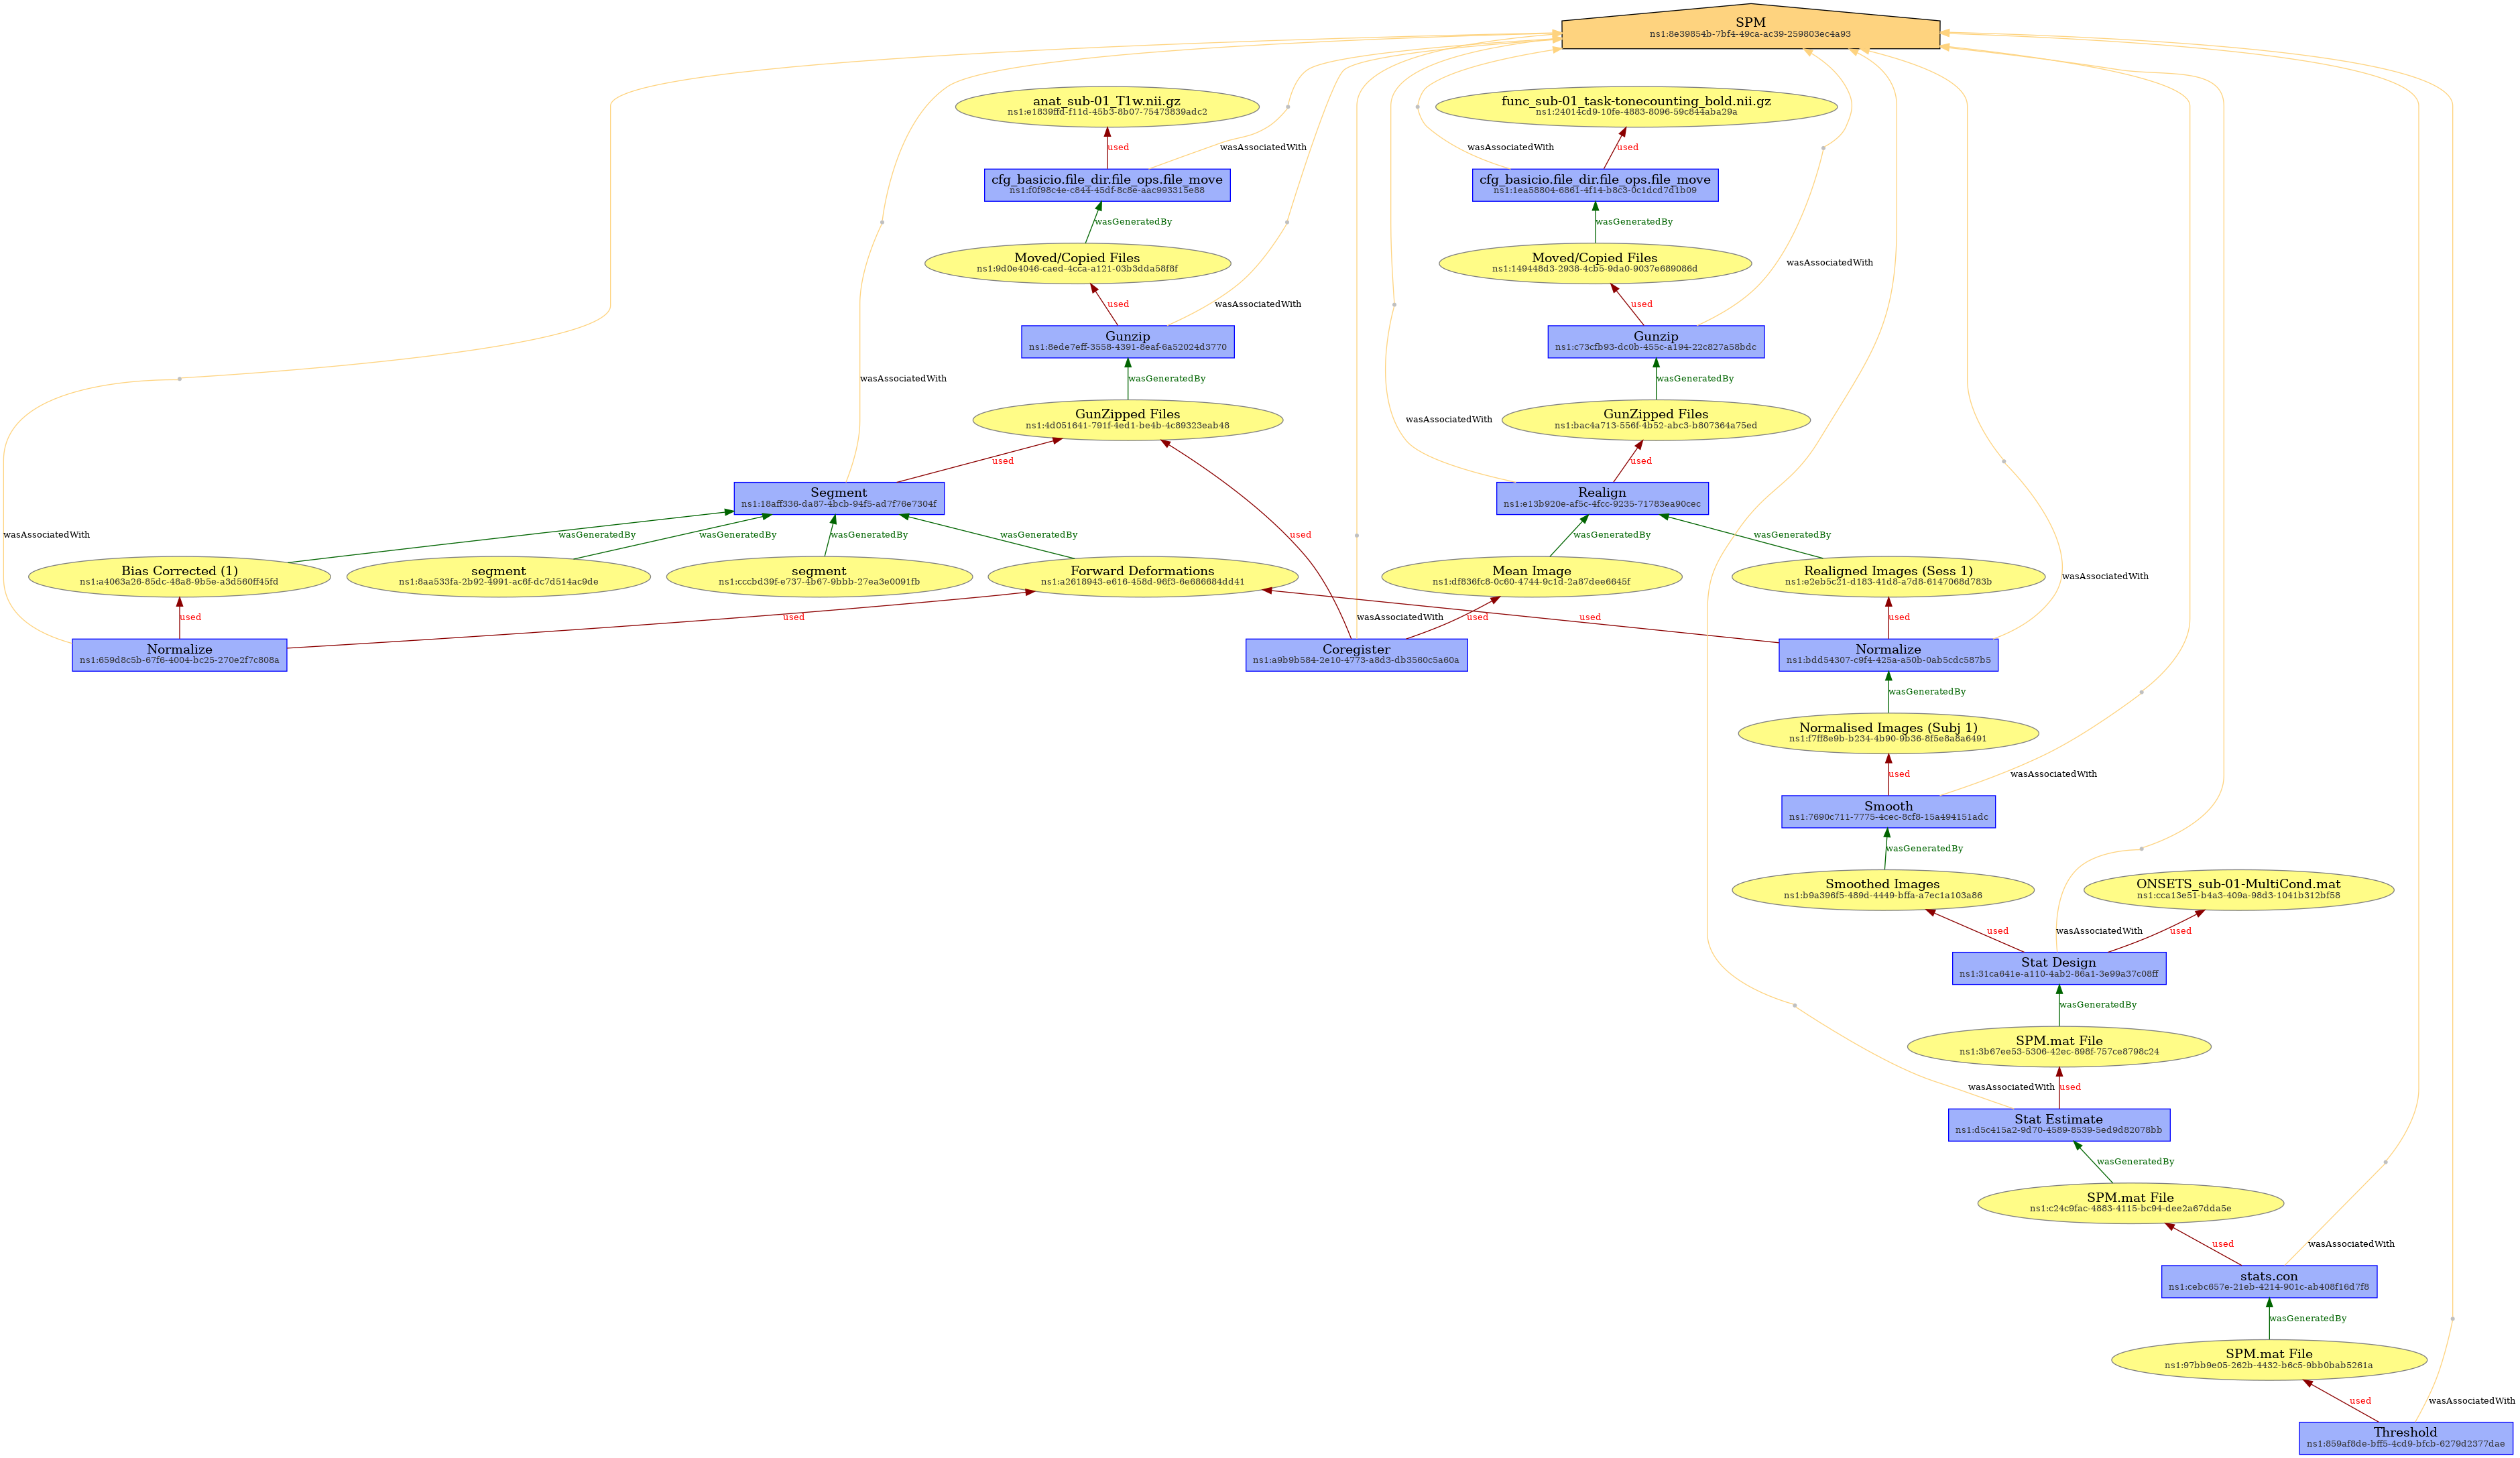 SPM
ns1:8e39854b-7bf4-49ca-ac39-259803ec4a93
anat_sub-01_T1w.nii.gz
ns1:e1839ffd-f11d-45b3-8b07-75473839adc2
func_sub-01_task-tonecounting_bold.nii.gz
ns1:24014cd9-10fe-4883-8096-59c844aba29a
used
wasAssociatedWith
wasAssociatedWith
used
cfg_basicio.file_dir.file_ops.file_move
ns1:f0f98c4e-c844-45df-8c8e-aac993315e88
cfg_basicio.file_dir.file_ops.file_move
ns1:1ea58804-6861-4f14-b8c3-0c1dcd7d1b09
wasGeneratedBy
wasGeneratedBy
Moved/Copied Files
ns1:9d0e4046-caed-4cca-a121-03b3dda58f8f
Moved/Copied Files
ns1:149448d3-2938-4cb5-9da0-9037e689086d
wasAssociatedWith
used
wasAssociatedWith
used
Gunzip
ns1:8ede7eff-3558-4391-8eaf-6a52024d3770
Gunzip
ns1:c73cfb93-dc0b-455c-a194-22c827a58bdc
wasAssociatedWith
wasGeneratedBy
wasGeneratedBy
GunZipped Files
ns1:4d051641-791f-4ed1-be4b-4c89323eab48
wasAssociatedWith
GunZipped Files
ns1:bac4a713-556f-4b52-abc3-b807364a75ed
used
used
Segment
ns1:18aff336-da87-4bcb-94f5-ad7f76e7304f
Realign
ns1:e13b920e-af5c-4fcc-9235-71783ea90cec
wasAssociatedWith
wasGeneratedBy
wasGeneratedBy
wasGeneratedBy
wasGeneratedBy
used
wasGeneratedBy
wasGeneratedBy
Bias Corrected (1)
ns1:a4063a26-85dc-48a8-9b5e-a3d560ff45fd
segment
ns1:8aa533fa-2b92-4991-ac6f-dc7d514ac9de
segment
ns1:cccbd39f-e737-4b67-9bbb-27ea3e0091fb
Forward Deformations
ns1:a2618943-e616-458d-96f3-6e686684dd41
Mean Image
ns1:df836fc8-0c60-4744-9c1d-2a87dee6645f
Realigned Images (Sess 1)
ns1:e2eb5c21-d183-41d8-a7d8-6147068d783b
wasAssociatedWith
used
used
wasAssociatedWith
used
used
used
Normalize
ns1:659d8c5b-67f6-4004-bc25-270e2f7c808a
Coregister
ns1:a9b9b584-2e10-4773-a8d3-db3560c5a60a
Normalize
ns1:bdd54307-c9f4-425a-a50b-0ab5cdc587b5
wasGeneratedBy
Normalised Images (Subj 1)
ns1:f7ff8e9b-b234-4b90-9b36-8f5e8a8a6491
used
wasAssociatedWith
Smooth
ns1:7690c711-7775-4cec-8cf8-15a494151adc
wasGeneratedBy
Smoothed Images
ns1:b9a396f5-489d-4449-bffa-a7ec1a103a86
ONSETS_sub-01-MultiCond.mat
ns1:cca13e51-b4a3-409a-98d3-1041b312bf58
used
wasAssociatedWith
used
Stat Design
ns1:31ca641e-a110-4ab2-86a1-3e99a37c08ff
wasGeneratedBy
SPM.mat File
ns1:3b67ee53-5306-42ec-898f-757ce8798c24
wasAssociatedWith
used
Stat Estimate
ns1:d5c415a2-9d70-4589-8539-5ed9d82078bb
wasGeneratedBy
SPM.mat File
ns1:c24c9fac-4883-4115-bc94-dee2a67dda5e
used
wasAssociatedWith
stats.con
ns1:cebc657e-21eb-4214-901c-ab408f16d7f8
wasGeneratedBy
SPM.mat File
ns1:97bb9e05-262b-4432-b6c5-9bb0bab5261a
used
wasAssociatedWith
Threshold
ns1:859af8de-bff5-4cd9-bfcb-6279d2377dae